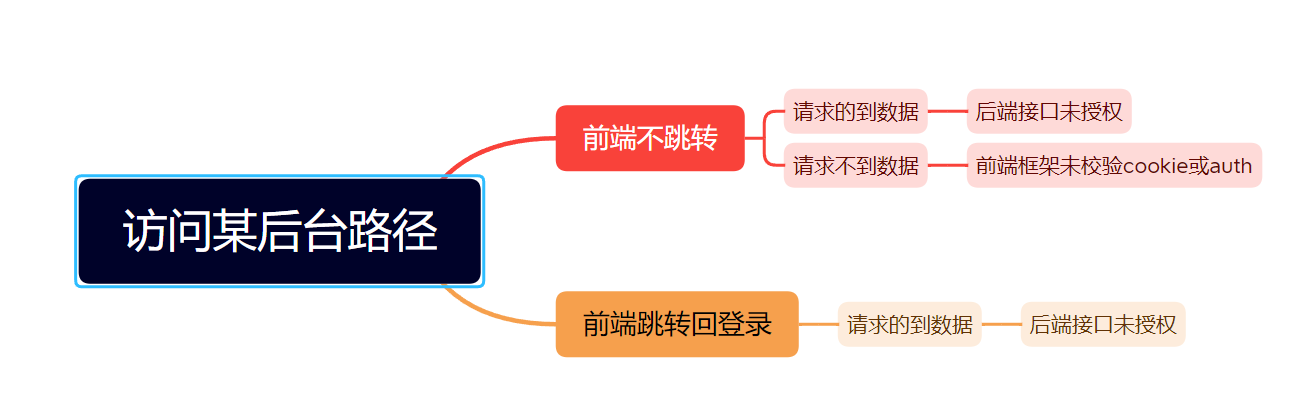 访问某后台路径
前端不跳转
请求的到数据
后端接口未授权
请求不到数据
前端框架未校验cookie或auth
前端跳转回登录
请求的到数据
后端接口未授权